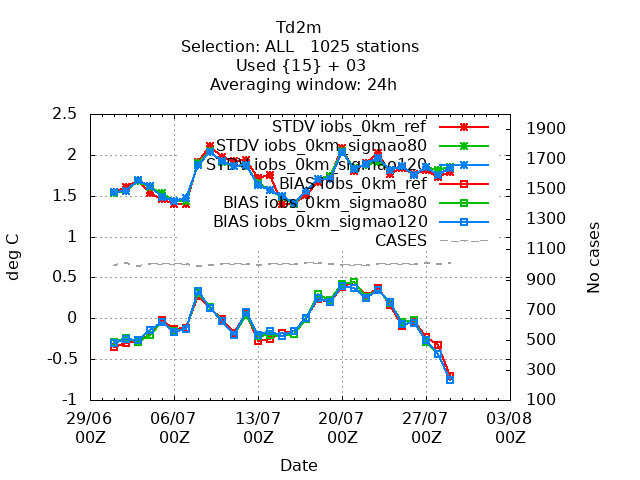 Td2m
Selection: ALL   1025 stations
Used {15} + 03
Averaging window: 24h
2.5
2
1.5
1
0.5
0
-0.5
-1
deg C
STDV iobs_0km_ref
STDV iobs_0km_sigmao80
STDV iobs_0km_sigmao120
BIAS iobs_0km_ref
BIAS iobs_0km_sigmao80
BIAS iobs_0km_sigmao120
CASES
1900
1700
1500
1300
1100
900
700
500
300
100
No cases
29/06 06/07 13/07 20/07 27/07 03/08
00Z 00Z 00Z 00Z 00Z 00Z
Date